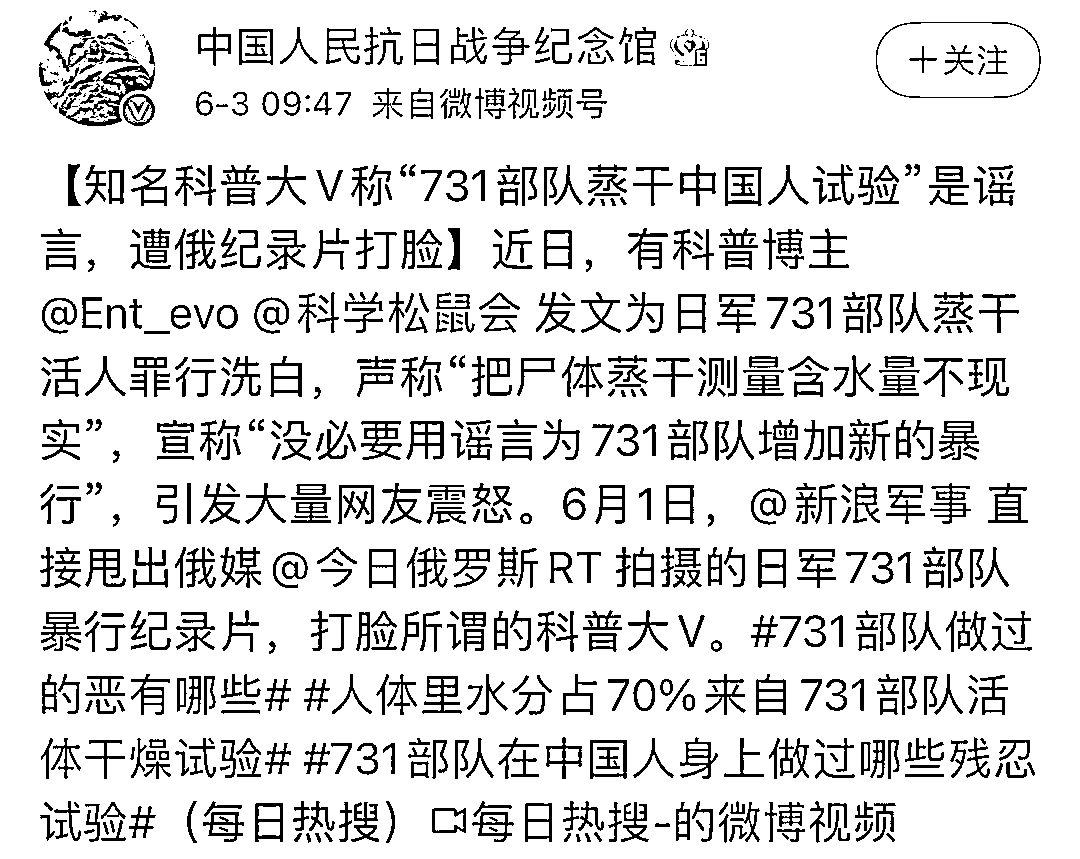 中国人民抗日战争纪念馆
+关注
6-3 09:47 来自微博视频号
【知名科普大V称“731部队蒸干中国人试验”是谣
言，遭俄纪录片打脸】近日，有科普博主
@Ent_evo @科学松鼠会 发文为日军731部队蒸干
活人罪行洗白，声称“把尸体蒸干测量含水量不现
实”，宣称“没必要用谣言为731部队增加新的暴
行”，引发大量网友震怒。6月1日，@新浪军事 直
接甩出俄媒@今日俄罗斯RT 拍摄的日军731部队
暴行纪录片，打脸所谓的科普大V。#731部队做过
的恶有哪些# #人体里水分占70%来自731部队活
体干燥试验# #731部队在中国人身上做过哪些残忍
试验#（每日热搜）每日热搜-的微博视频